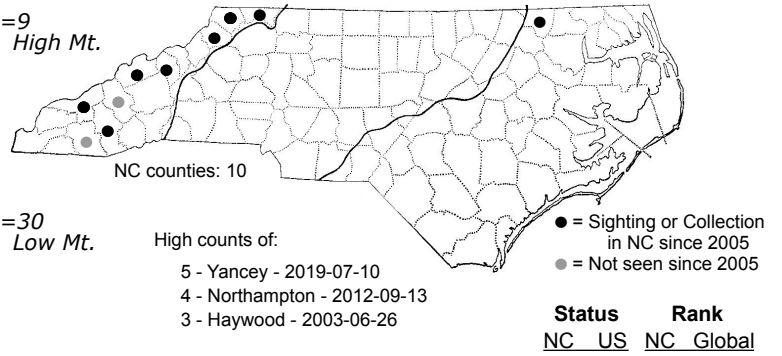 =9
High Mt.
NC counties: 10
=30
Low Mt.
High counts of:
5 - Yancey - 2019-07-10
4 - Northampton - 2012-09-13
3 - Haywood - 2003-06-26
= Sighting or Collection
in NC since 2005
= Not seen since 2005
Status Rank
NC US NC Global